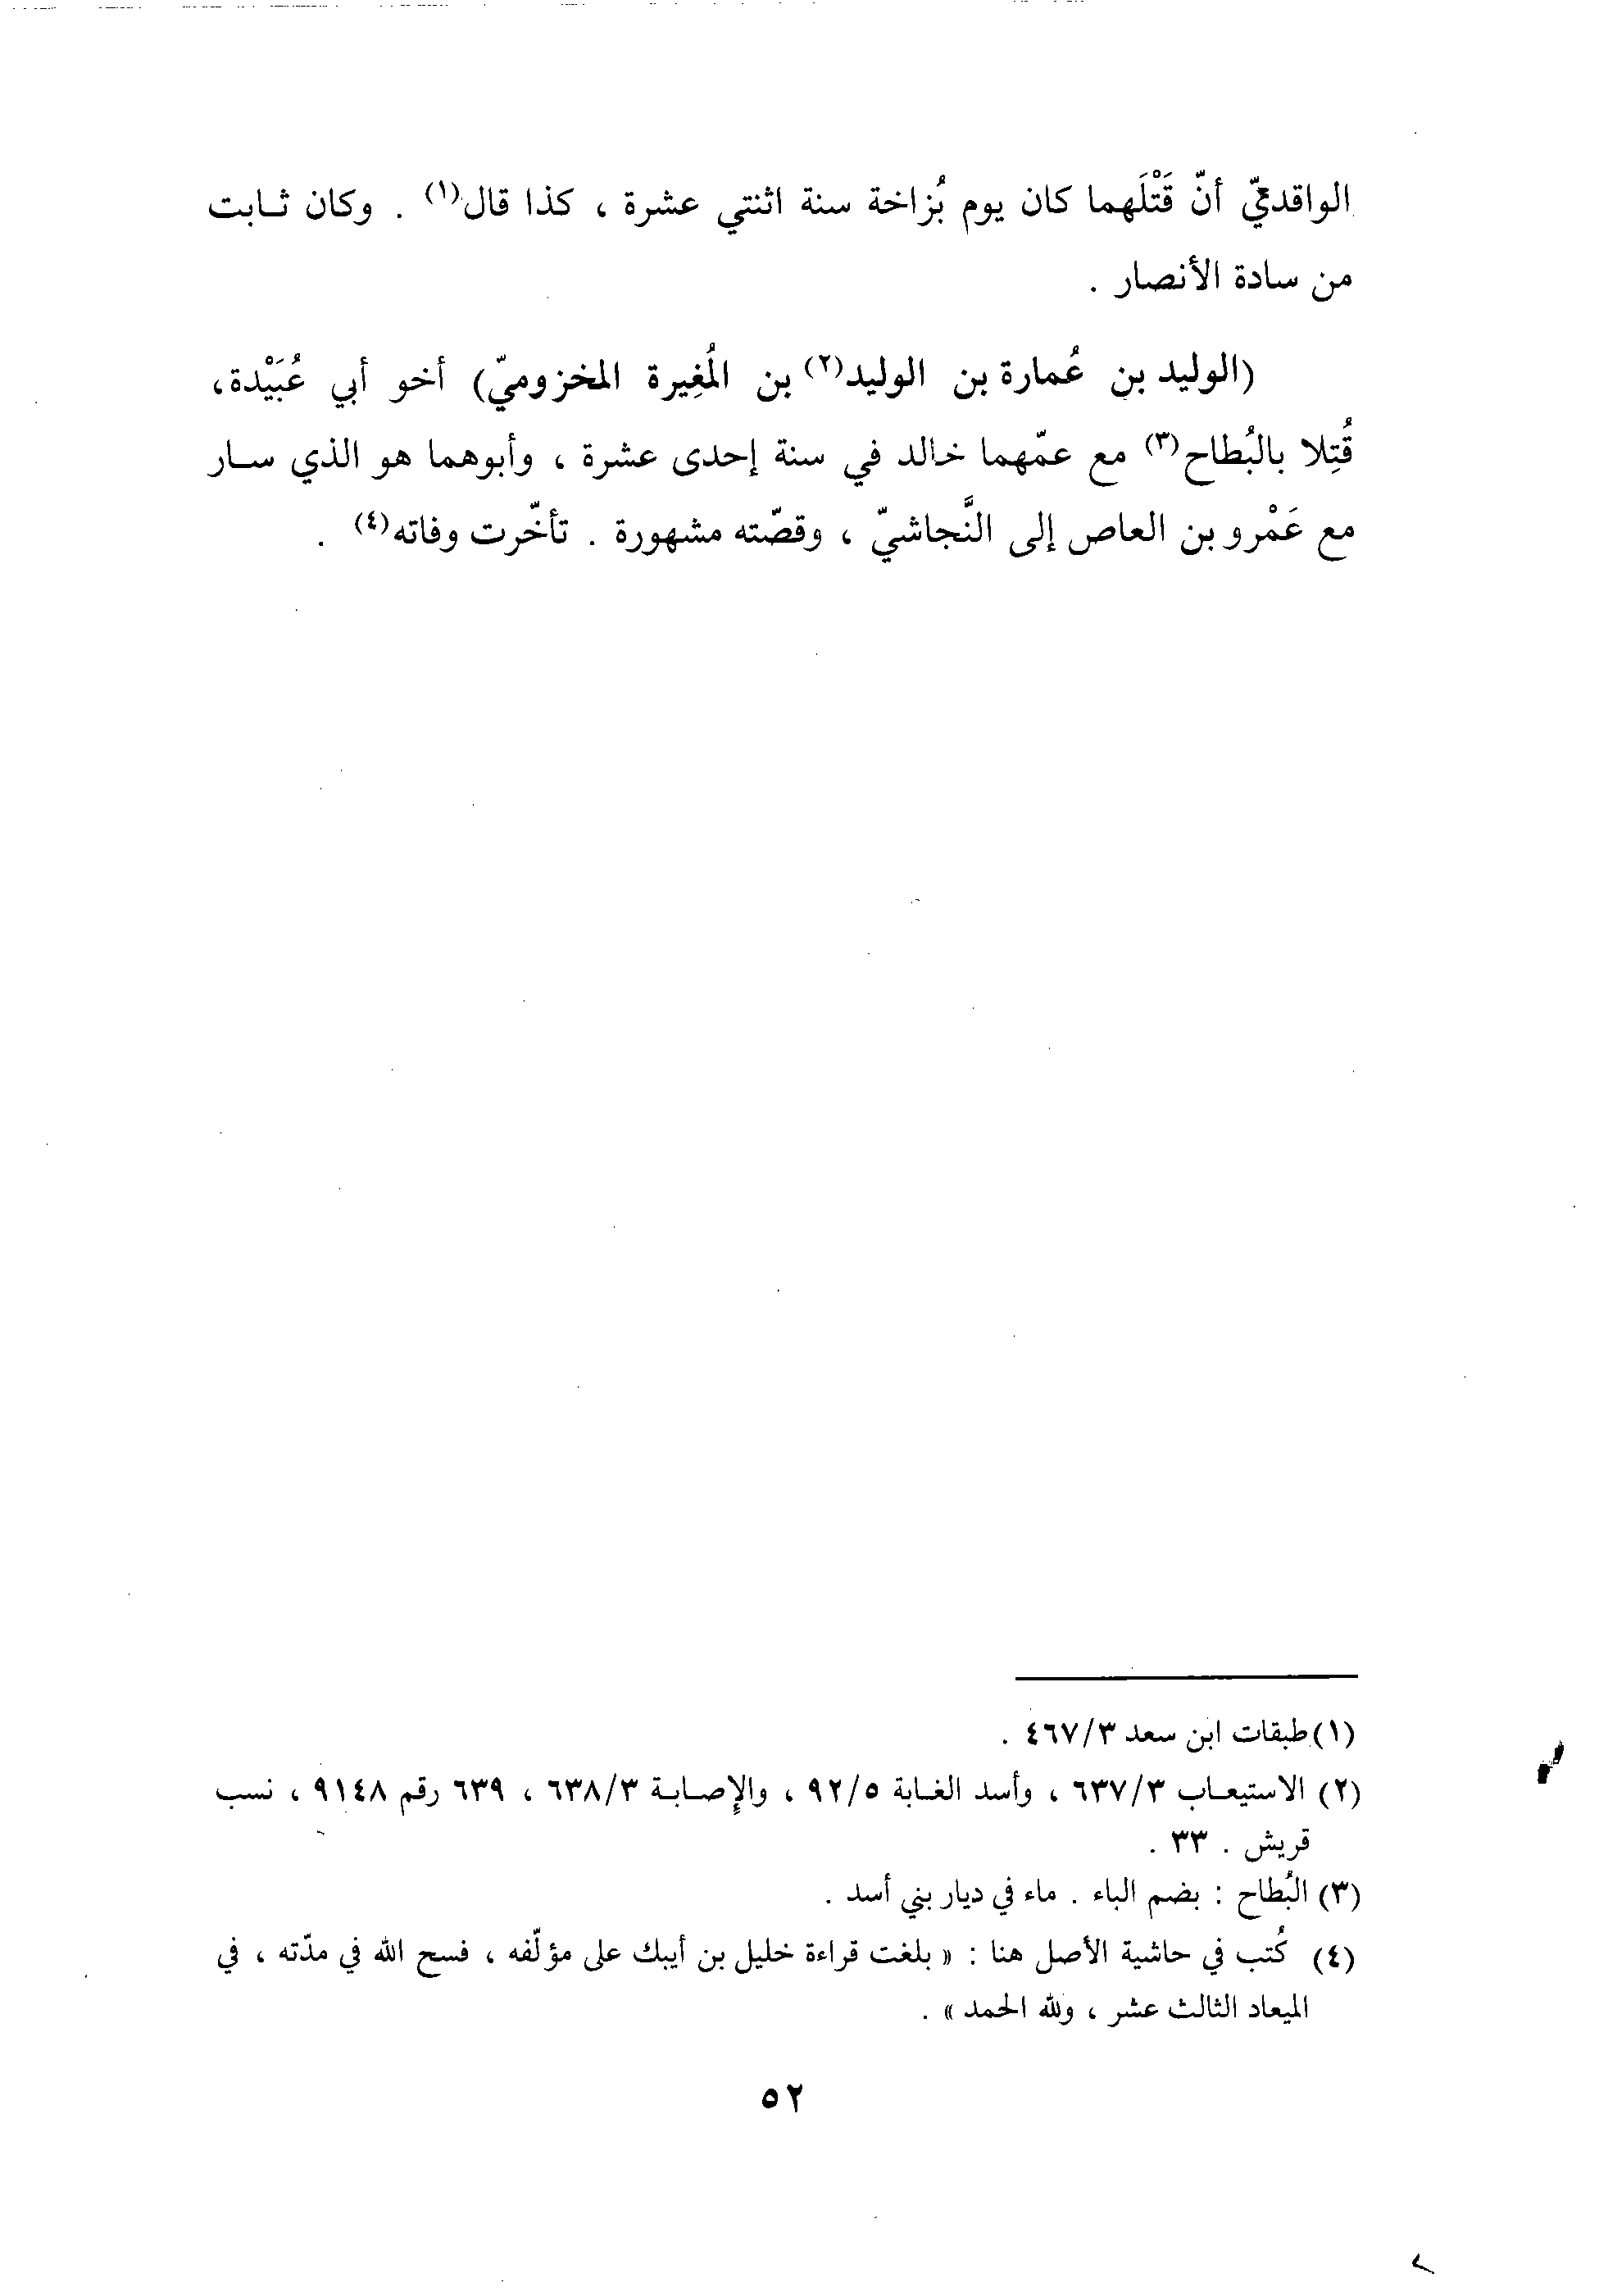 الواقديّ أنّ قَتْلَهما كان يوم بُزاخة سنة اثنتي عشرة ، كذا قال(١) . وكان ثـابت
من سادة الأنصار .
(الوليد بن عُمارة بن الوليد(٢) بن المُغِيرة المخزوميّ) أخو أبي عُبَيْدة،
قُتِلا بالبُطاح(٣) مع عمّهما خالد في سنة إحدى عشرة ، وأبوهما هو الذي سـار
مع عَمْرو بن العاص إلى النَّجاشيّ ، وقصّته مشهورة . تأخّرت وفاته(٤) .
(١) طبقات ابن سعد ٤٦٧/٣ .
(٢) الاستيعـاب ٦٣٧/٣ ، وأسد الغـابة ٩٢/٥ ، والإصـابـة ٦٣٨/٣ ، ٦٣٩ رقم ٩١٤٨ ، نسب
قريش . ٣٣ .
(٣) البُطاح : بضم الباء . ماء في ديار بني أسد .
(٤) كُتب في حاشية الأصل هنا : « بلغت قراءة خليل بن أيبك على مؤلّفه ، فسح الله في مدّته ، في
الميعاد الثالث عشر ، ولله الحمد » .
٥٢